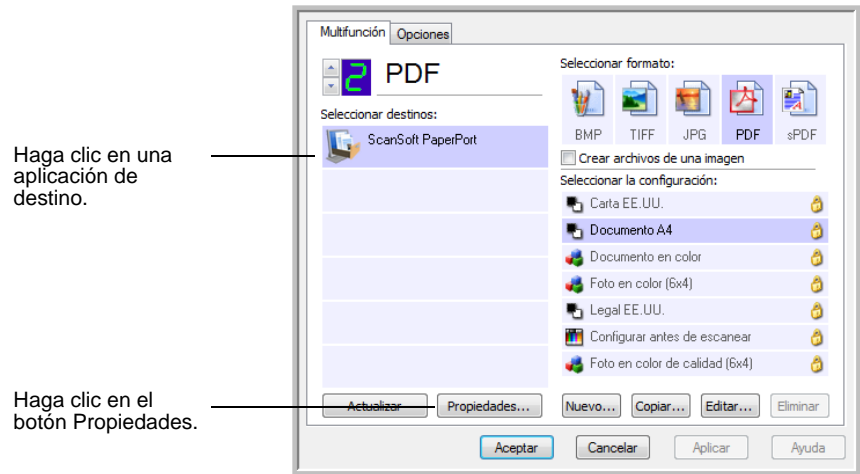 Multifunción Opciones
2 PDF
Seleccionar destinos:
ScanSoft PaperPort
Seleccionar formato:
BMP TIFF JPG PDF sPDF
Crear archivos de una imagen
Seleccionar la configuración:
Carta EE.UU.
Documento A4
Documento en color
Foto en color (6x4)
Legal EE.UU.
Configurar antes de escanear
Foto en color de calidad (6x4)
Haga clic en una
aplicación de
destino.
Haga clic en el
botón Propiedades.
Actualizar Propiedades... Nuevo... Copiar... Editar... Eliminar
Aceptar Cancelar Aplicar Ayuda